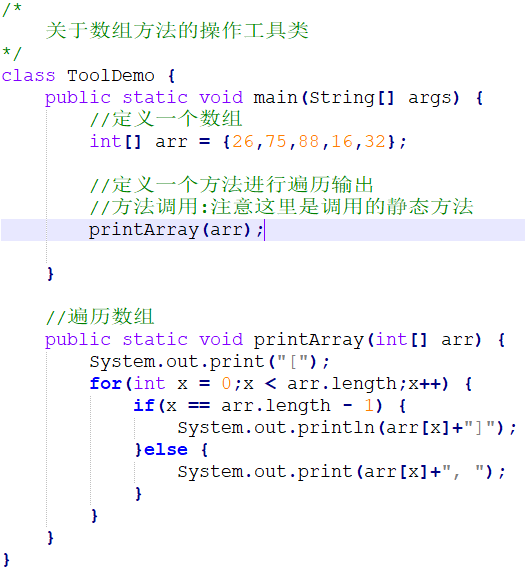 /*
    关于数组方法的操作工具类
*/
class ToolDemo {
    public static void main(String[] args) {
        //定义一个数组
        int[] arr = {26,75,88,16,32};

        //定义一个方法进行遍历输出
        //方法调用:注意这里是调用的静态方法
        printArray(arr);

    }

    //遍历数组
    public static void printArray(int[] arr) {
        System.out.print("[");
        for(int x = 0;x < arr.length;x++) {
            if(x == arr.length - 1) {
                System.out.println(arr[x]+"]");
            }else {
                System.out.print(arr[x]+", ");
            }
        }
    }
}